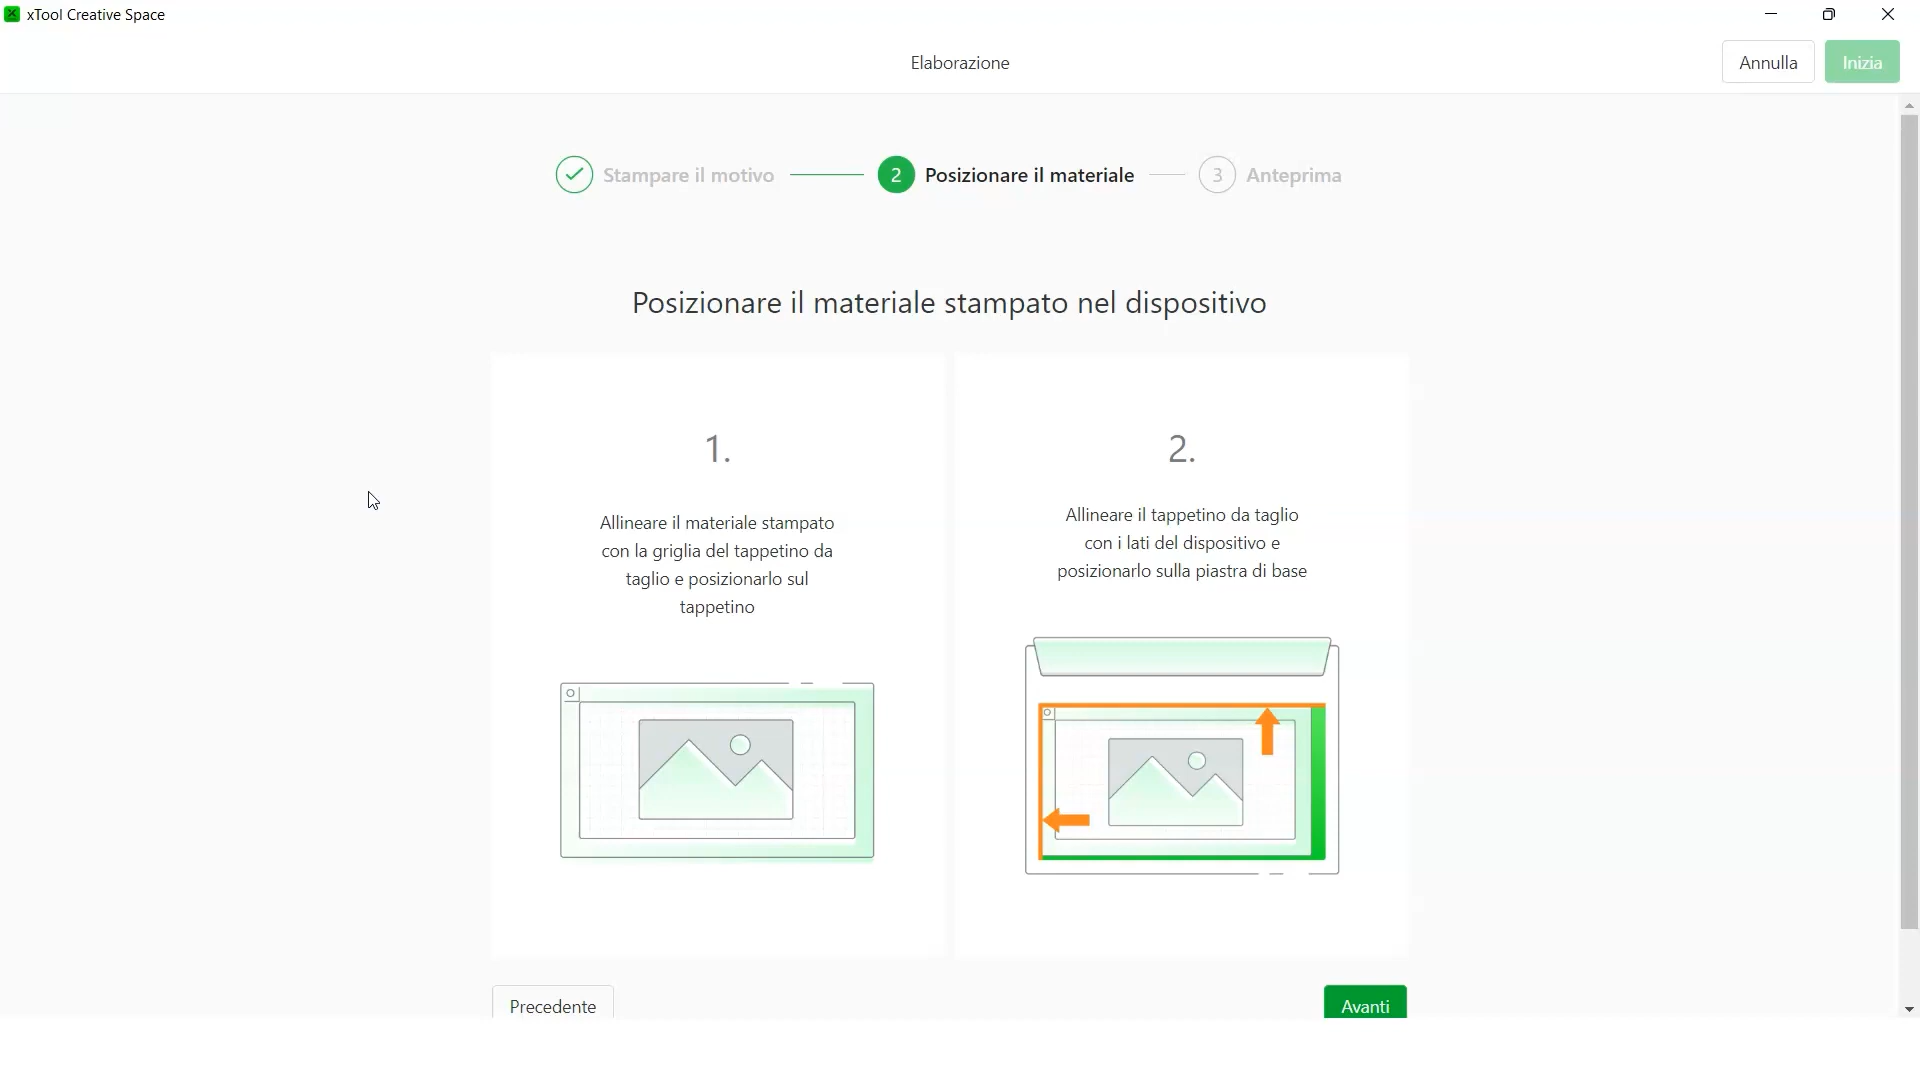 xTool Creative Space
Elaborazione
Annulla
Inizia
Stampare il motivo
2
Posizionare il materiale
3
Anteprima
Posizionare il materiale stampato nel dispositivo
1.
Allineare il materiale stampato
con la griglia del tappetino da
taglio e posizionarlo sul
tappetino
2.
Allineare il tappetino da taglio
con i lati del dispositivo e
posizionarlo sulla piastra di base
Precedente
Avanti